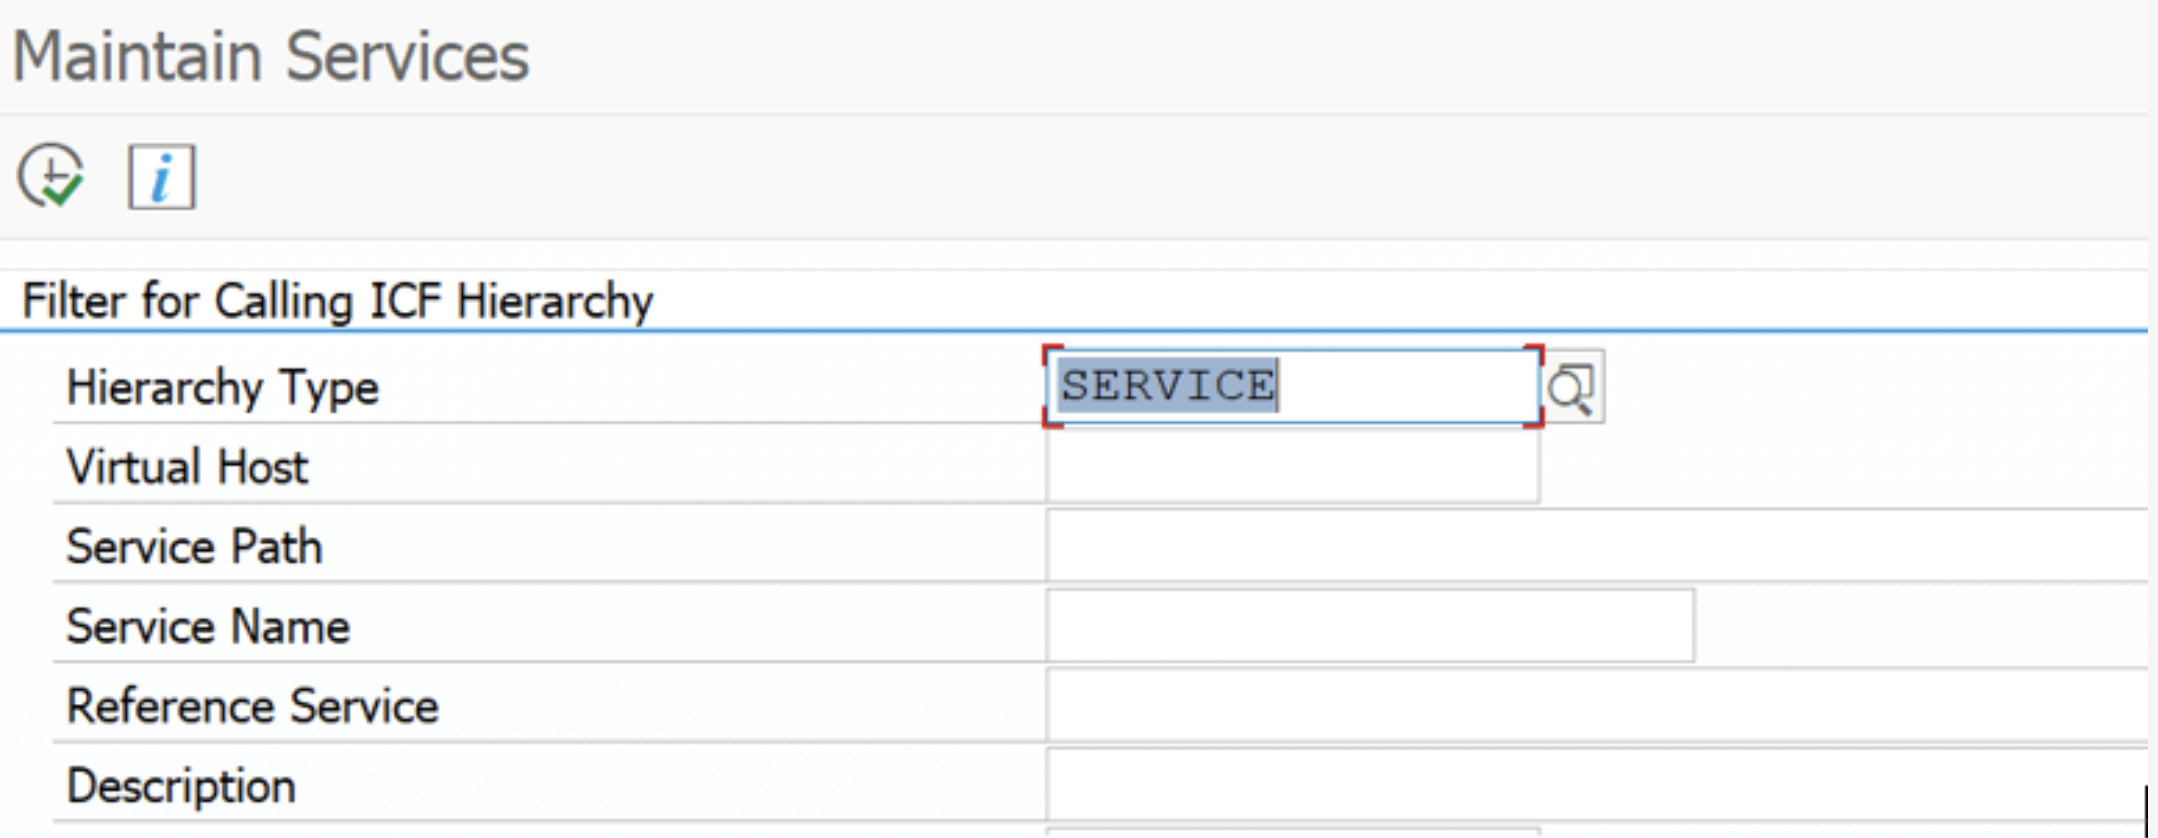 Maintain Services
i
Filter for Calling ICF Hierarchy
Hierarchy Type SERVICE
Virtual Host
Service Path
Service Name
Reference Service
Description